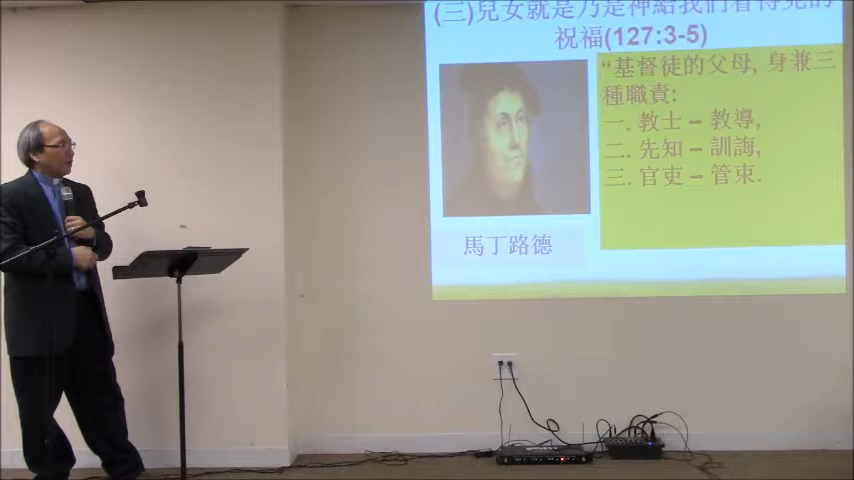 (三)兒女就是乃是神給我們看得見的
祝福(127:3-5)
“基督徒的父母, 身兼三
種職責:
一. 教士 – 教導,
二. 先知 – 訓誨,
三. 官吏 – 管束.
馬丁路德